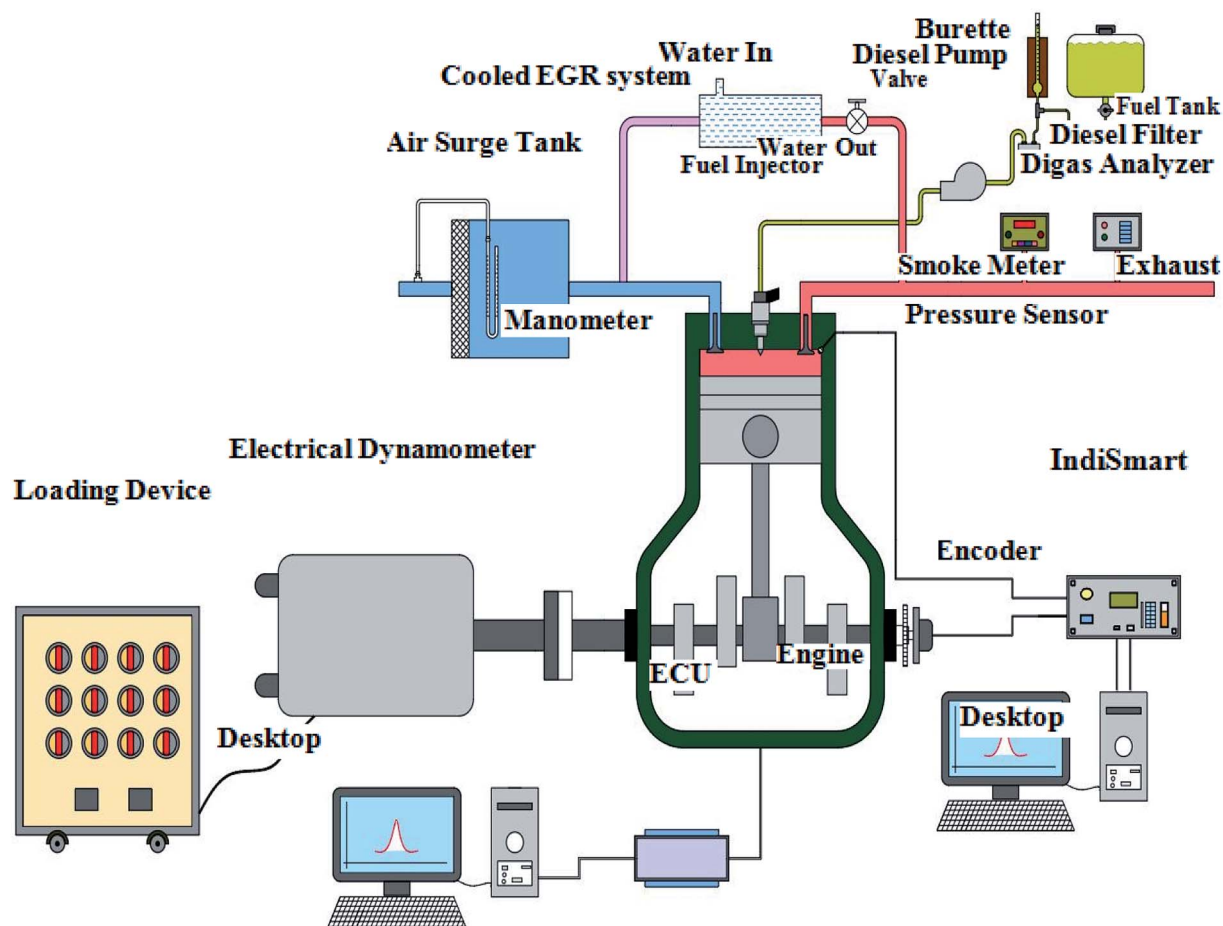 Burette
Water In
Diesel Pump
Cooled EGR system
Valve
Fuel Tank
Air Surge Tank
Water Out
Diesel Filter
Fuel Injector
Digas Analyzer
Smoke Meter
Exhaust
Manometer
Pressure Sensor
Electrical Dynamometer
IndiSmart
Loading Device
Encoder
Engine
ECU
Desktop
Desktop